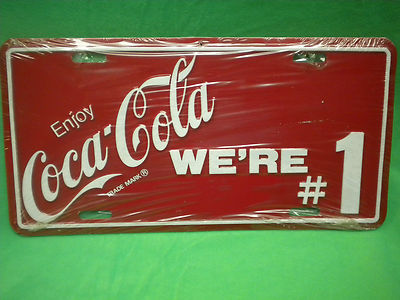 Enjoy
Coca-Cola
TRADE MARK ®
WE'RE
# 1